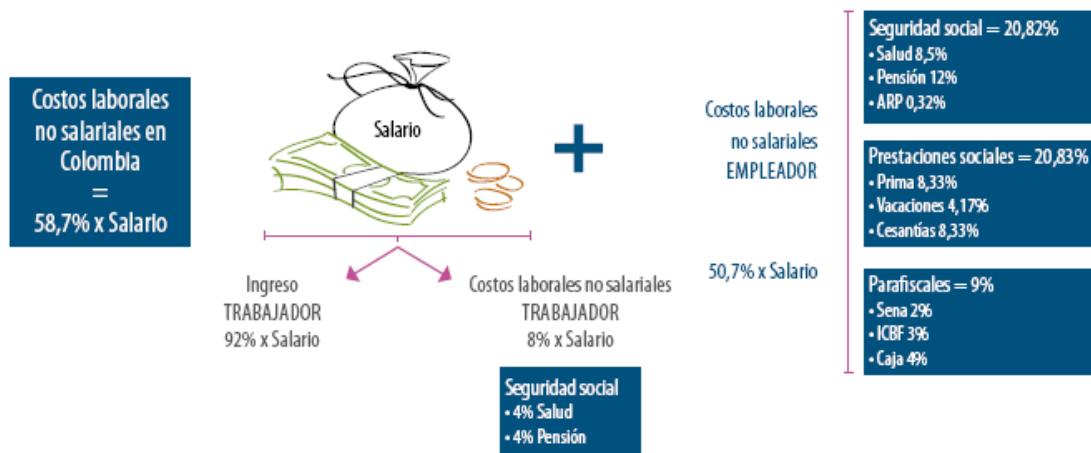 Costos laborales
no salariales en
Colombia
=
58,7% x Salario
Salario
+
Ingreso
TRABAJADOR
92% x Salario
Costos laborales no salariales
TRABAJADOR
8% x Salario
Seguridad social
• 4% Salud
• 4% Pensión
Costos laborales
no salariales
EMPLEADOR
50,7% x Salario
Seguridad social = 20,82%
• Salud 8,5%
• Pensión 12%
• ARP 0,32%
Prestaciones sociales = 20,83%
• Prima 8,33%
• Vacaciones 4,17%
• Cesantías 8,33%
Parafiscales = 9%
• Sena 2%
• ICBF 3%
• Caja 4%